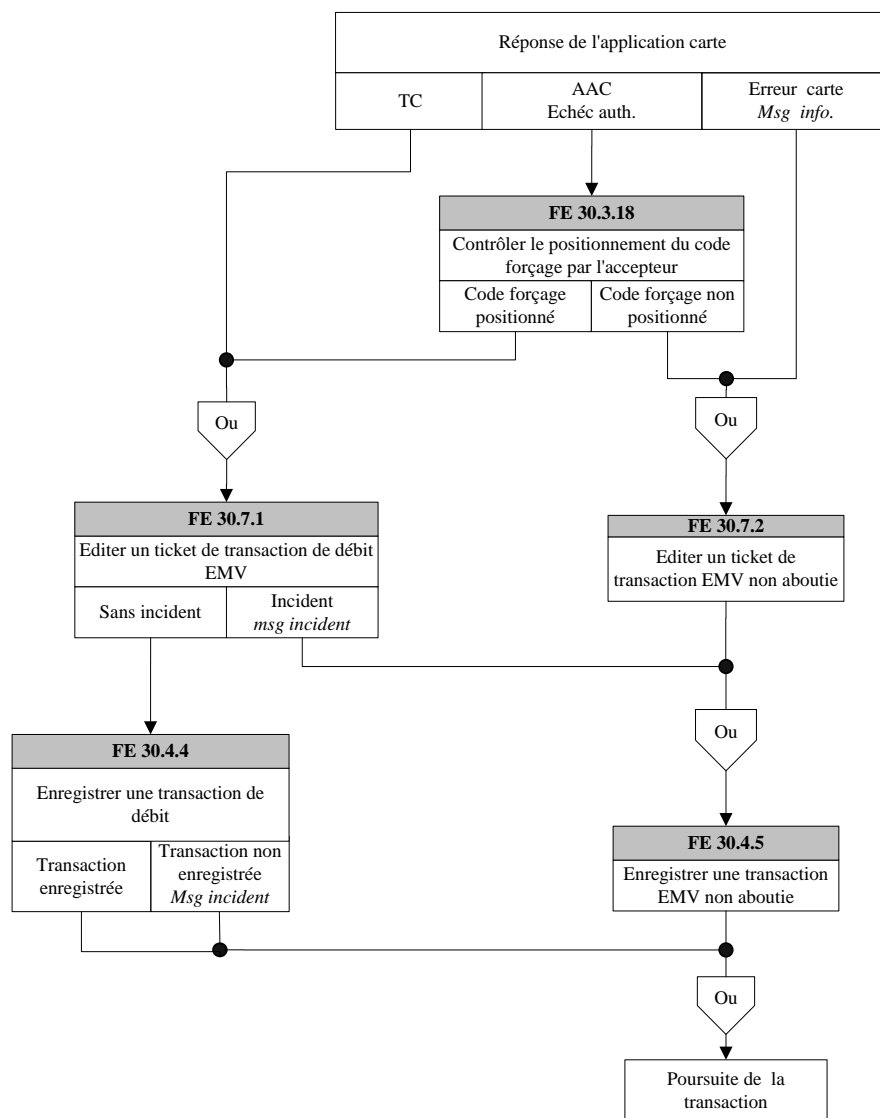 Réponse de l'application carte
TC
AAC
Echéc auth.
Erreur carte
Msg info.
FE 30.3.18
Contrôler le positionnement du code
forçage par l'accepteur
Code forçage
positionné
Code forçage non
positionné
Ou
Ou
FE 30.7.1
Editer un ticket de transaction de débit
EMV
Sans incident
Incident
msg incident
FE 30.7.2
Editer un ticket de
transaction EMV non aboutie
Ou
FE 30.4.4
Enregistrer une transaction de
débit
Transaction
enregistrée
Transaction non
enregistrée
Msg incident
FE 30.4.5
Enregistrer une transaction
EMV non aboutie
Ou
Poursuite de la
transaction